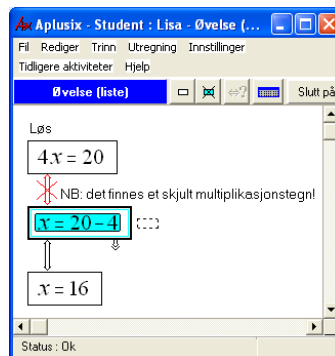 Aplusix - Student : Lisa - Øvelse (...
Fil Rediger Trinn Utregning Innstillinger
Tidligere aktiviteter Hjelp
Øvelse (liste) ⇔? Slutt på
Løs
4x = 20
NB: det finnes et skjult multiplikasjonstegn!
x = 20 - 4
x = 16
Status : Ok